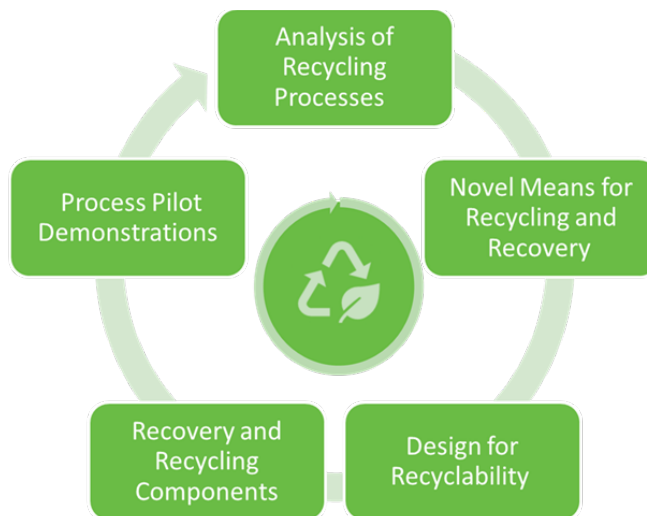 Analysis of
Recycling
Processes
Novel Means for
Recycling and
Recovery
Design for
Recyclability
Recovery and
Recycling
Components
Process Pilot
Demonstrations